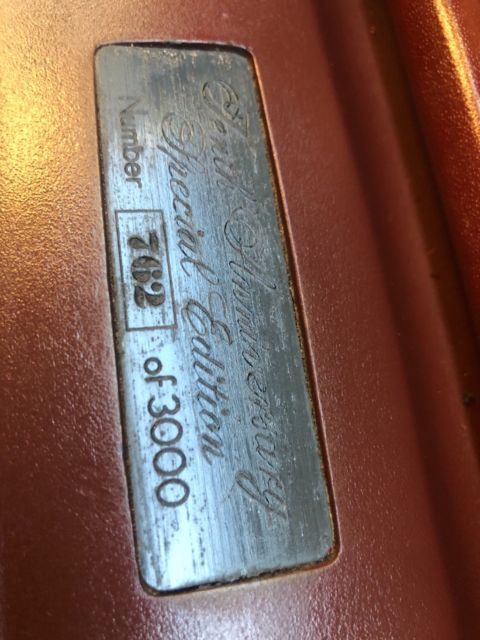 Tenth Anniversary
Special Edition
Number 762 of 3000